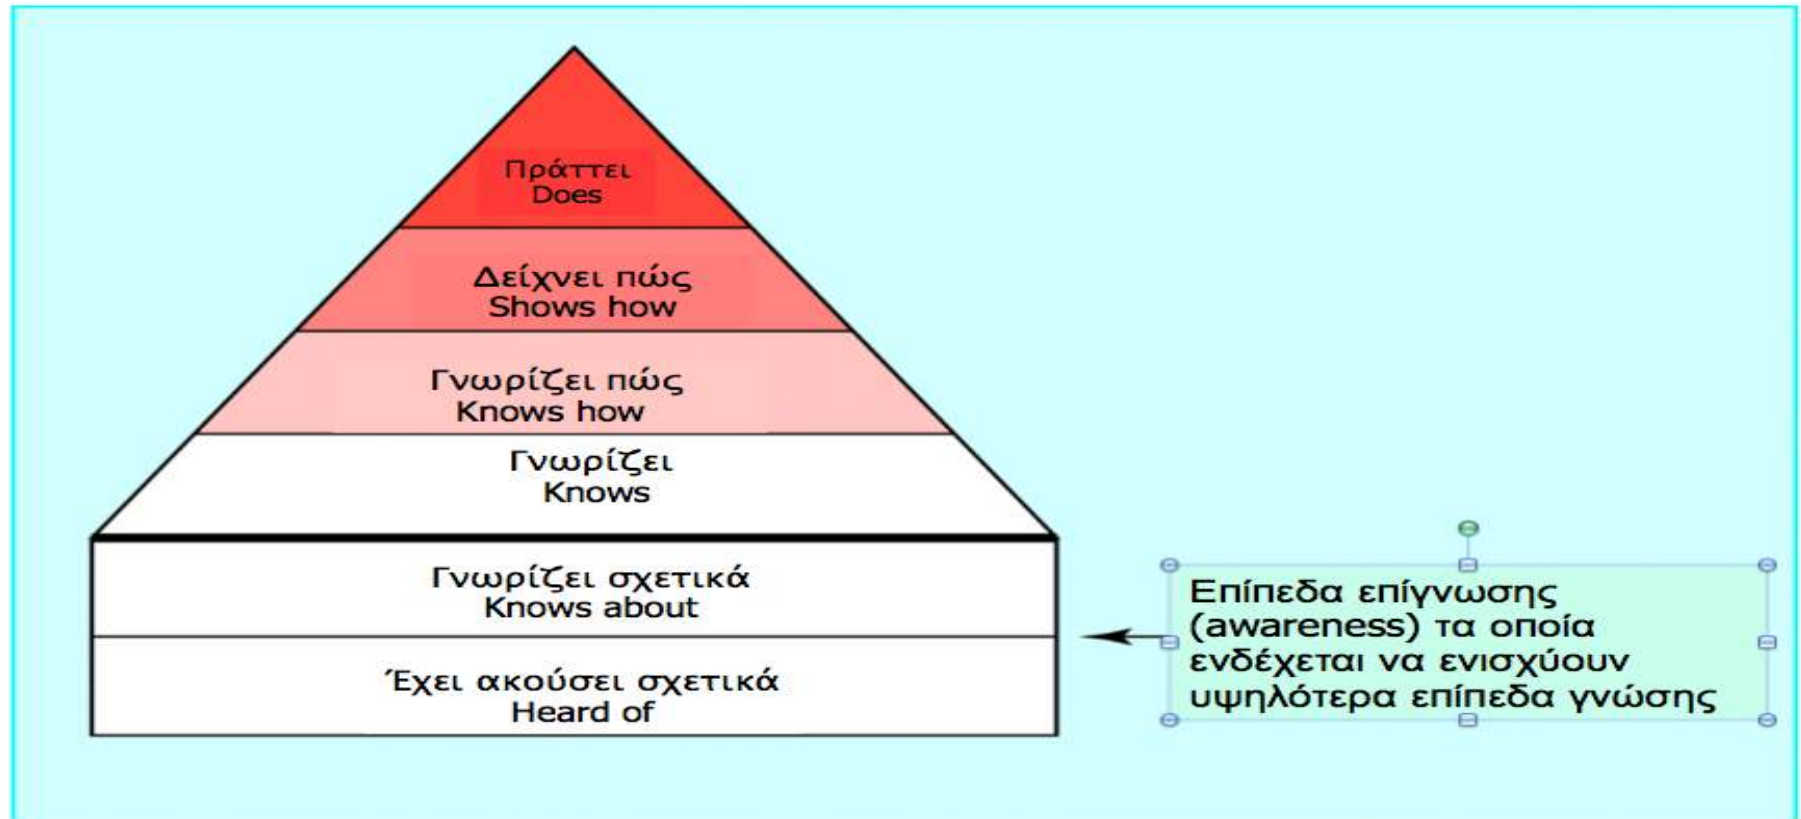 Πράττει
Does
Δείχνει πώς
Shows how
Γνωρίζει πώς
Knows how
Γνωρίζει
Knows
Γνωρίζει σχετικά
Knows about
Έχει ακούσει σχετικά
Heard of
Επίπεδα επίγνωσης
(awareness) τα οποία
ενδέχεται να ενισχύουν
υψηλότερα επίπεδα γνώσης